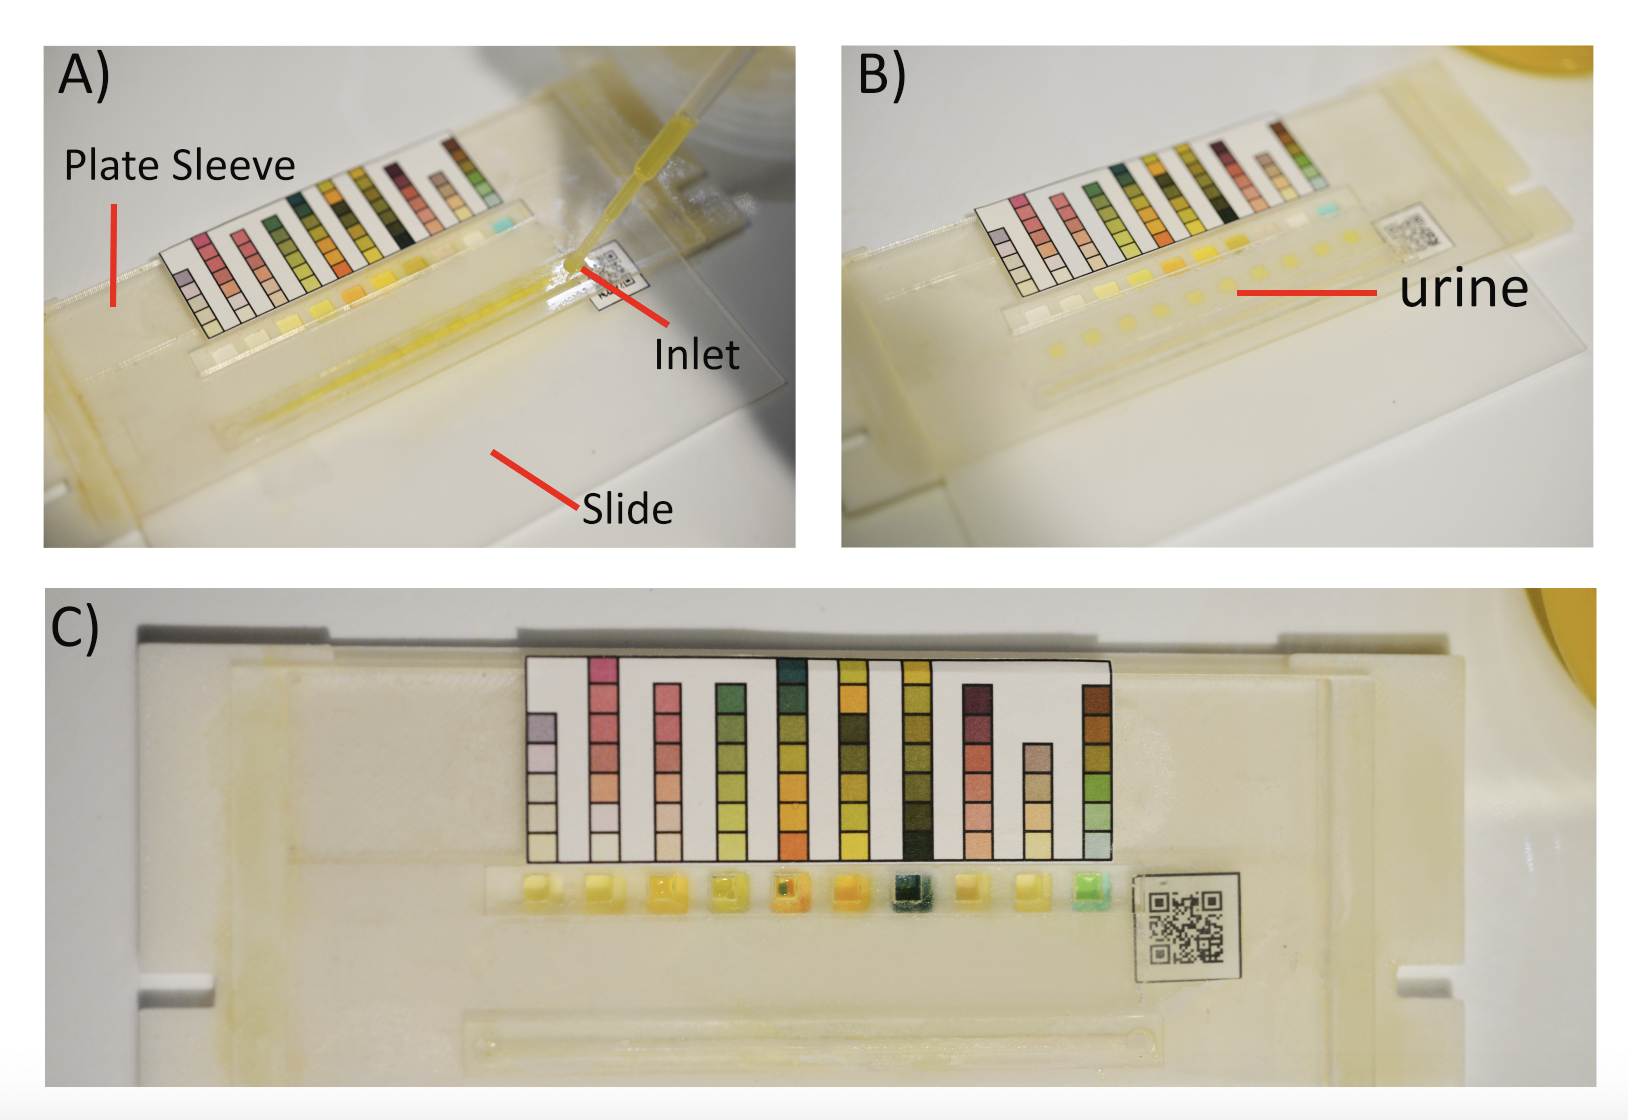 A)
Plate Sleeve
Inlet
Slide
B)
urine
C)